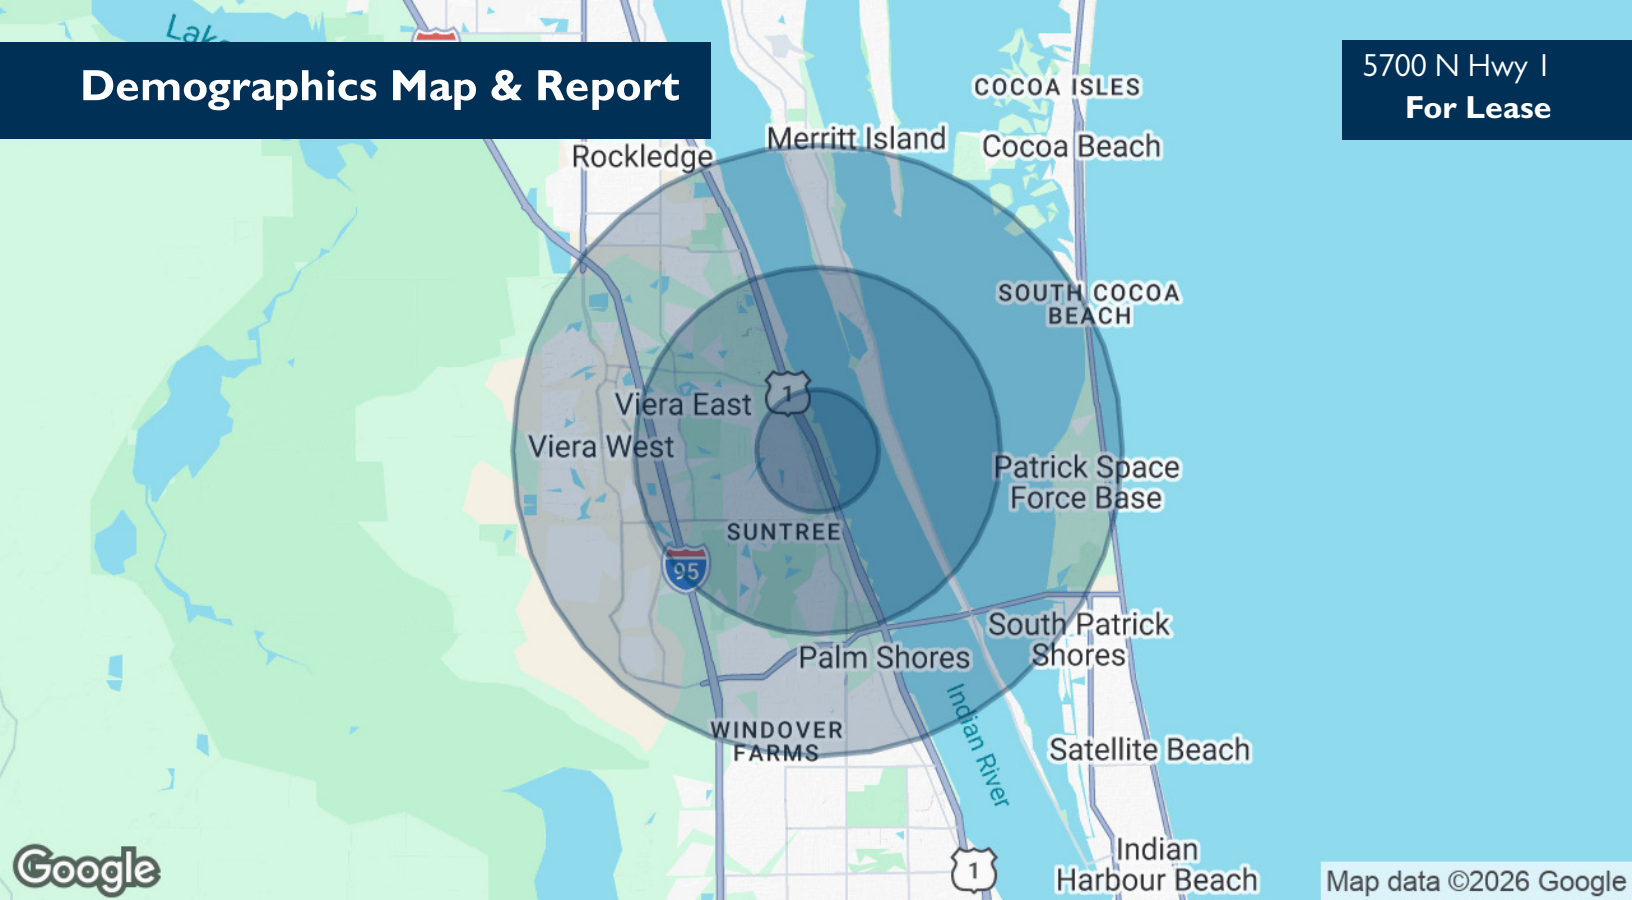 Lake
Demographics Map & Report
5700 N Hwy 1
For Lease
COCOA ISLES
Merritt Island
Cocoa Beach
Rockledge
SOUTH COCOA
BEACH
1
Viera East
Viera West
Patrick Space
Force Base
SUNTREE
95
South Patrick
Shores
Palm Shores
Indian River
WINDOVER
FARMS
Satellite Beach
Indian
Harbour Beach
1
Google
Map data ©2026 Google